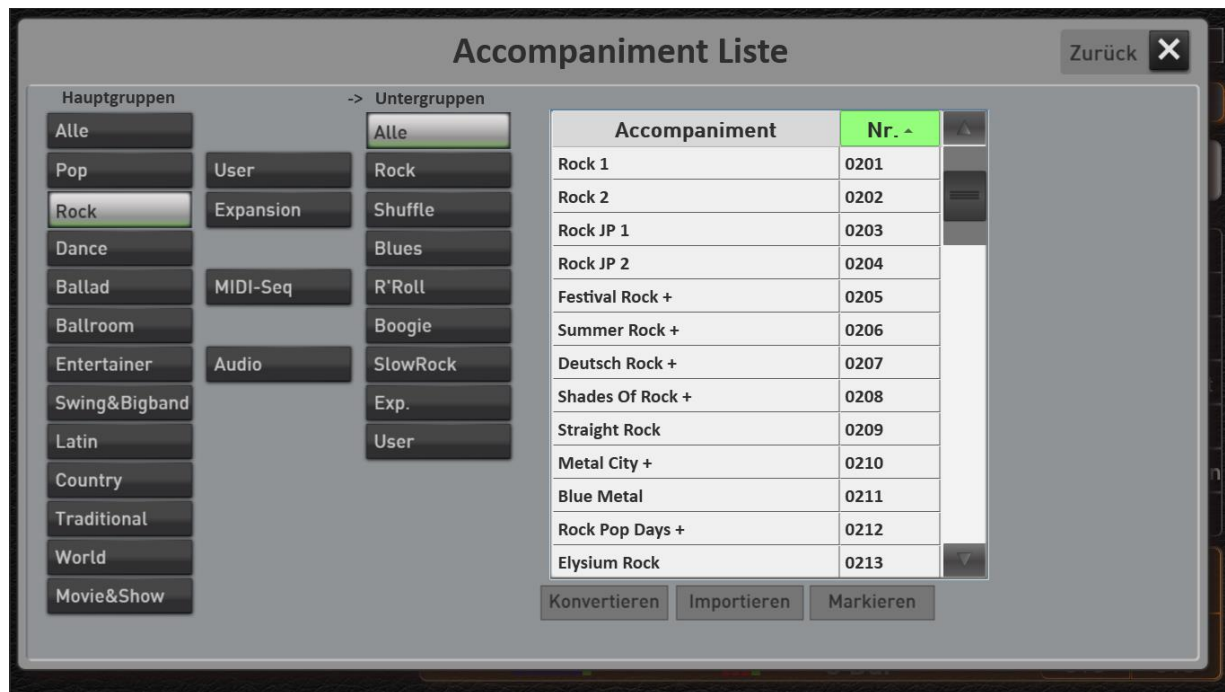 Accompaniment Liste
Zurück
Hauptgruppen -> Untergruppen
Alle
Pop
Rock
Dance
Ballad
Ballroom
Entertainer
Swing&Bigband
Latin
Country
Traditional
World
Movie&Show
User
Expansion
MIDI-Seq
Audio
Alle
Rock
Shuffle
Blues
R'Roll
Boogie
SlowRock
Exp.
User
Accompaniment Nr.
Rock 1 0201
Rock 2 0202
Rock JP 1 0203
Rock JP 2 0204
Festival Rock + 0205
Summer Rock + 0206
Deutsch Rock + 0207
Shades Of Rock + 0208
Straight Rock 0209
Metal City + 0210
Blue Metal 0211
Rock Pop Days + 0212
Elysium Rock 0213
Konvertieren Importieren Markieren